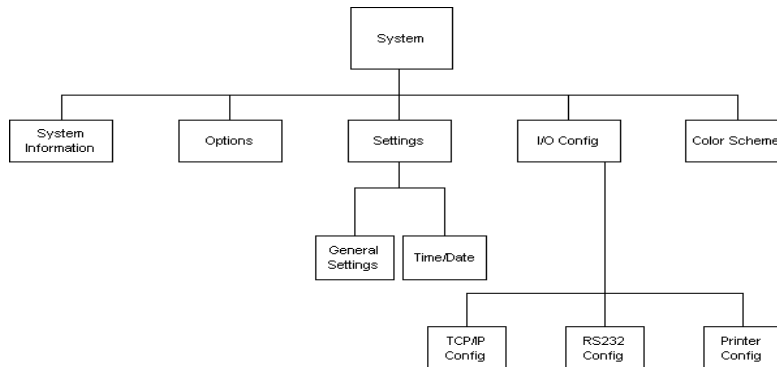 System
System
Information
Options
Settings
I/O Config
Color Scheme
General
Settings
Time/Date
TCP/IP
Config
RS232
Config
Printer
Config